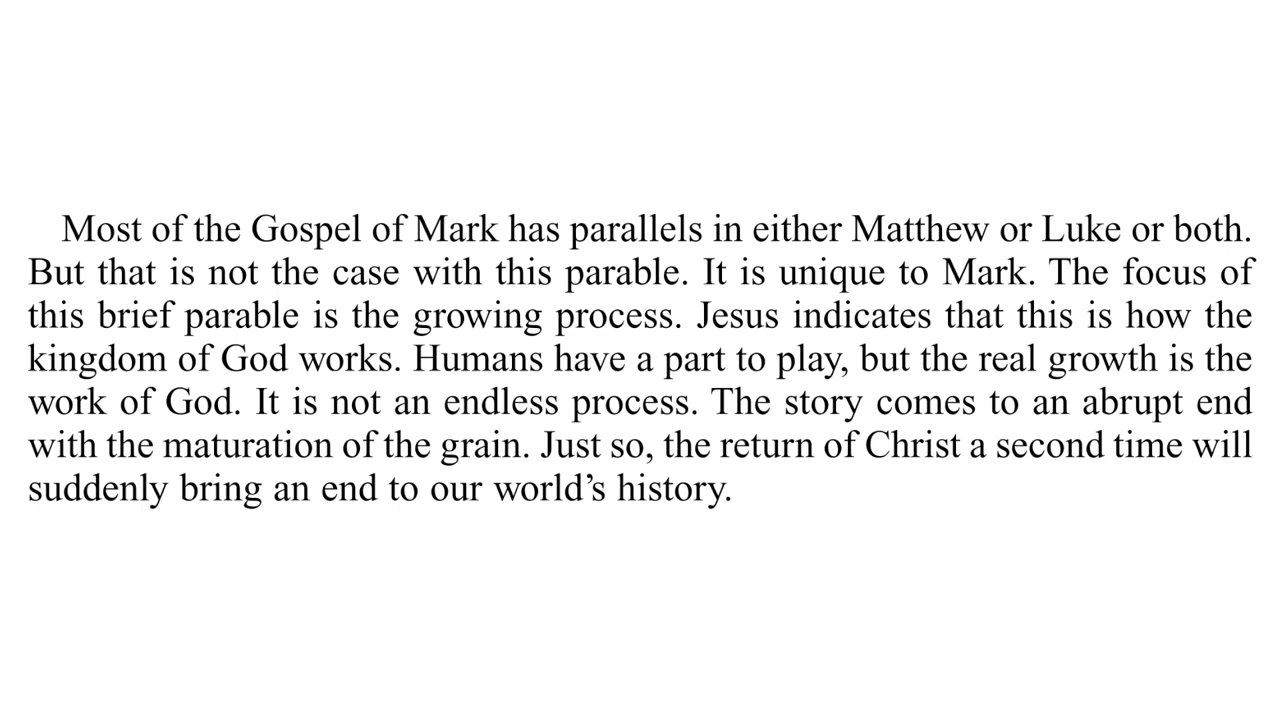 Most of the Gospel of Mark has parallels in either Matthew or Luke or both.
But that is not the case with this parable. It is unique to Mark. The focus of
this brief parable is the growing process. Jesus indicates that this is how the
kingdom of God works. Humans have a part to play, but the real growth is the
work of God. It is not an endless process. The story comes to an abrupt end
with the maturation of the grain. Just so, the return of Christ a second time will
suddenly bring an end to our world’s history.